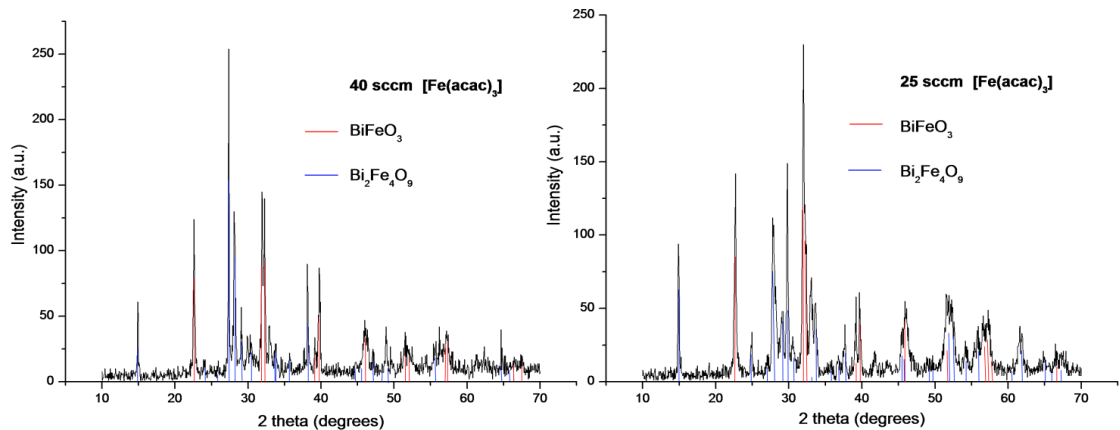 250
200
150
100
50
0
Intensity (a.u.)
40 sccm [Fe(acac)₃]
BiFeO₃
Bi₂Fe₄O₉
10 20 30 40 50 60 70
2 theta (degrees)
250
200
150
100
50
0
Intensity (a.u.)
25 sccm [Fe(acac)₃]
BiFeO₃
Bi₂Fe₄O₉
10 20 30 40 50 60 70
2 theta (degrees)